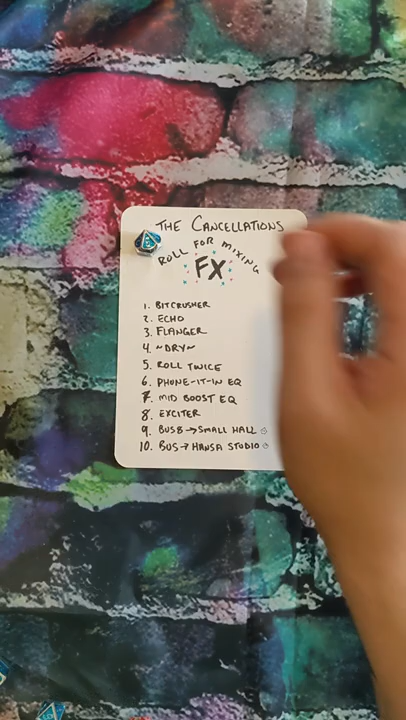 THE CANCELLATIONS
ROLL FOR MIXING
FX
1. BITCRUSHER
2. ECHO
3. FLANGER
4. ~DRY~
5. ROLL TWICE
6. PHONE-IT-IN EQ
7. MID BOOST EQ
8. EXCITER
9. BUSB → SMALL HALL
10. BUS → HANSA STUDIO